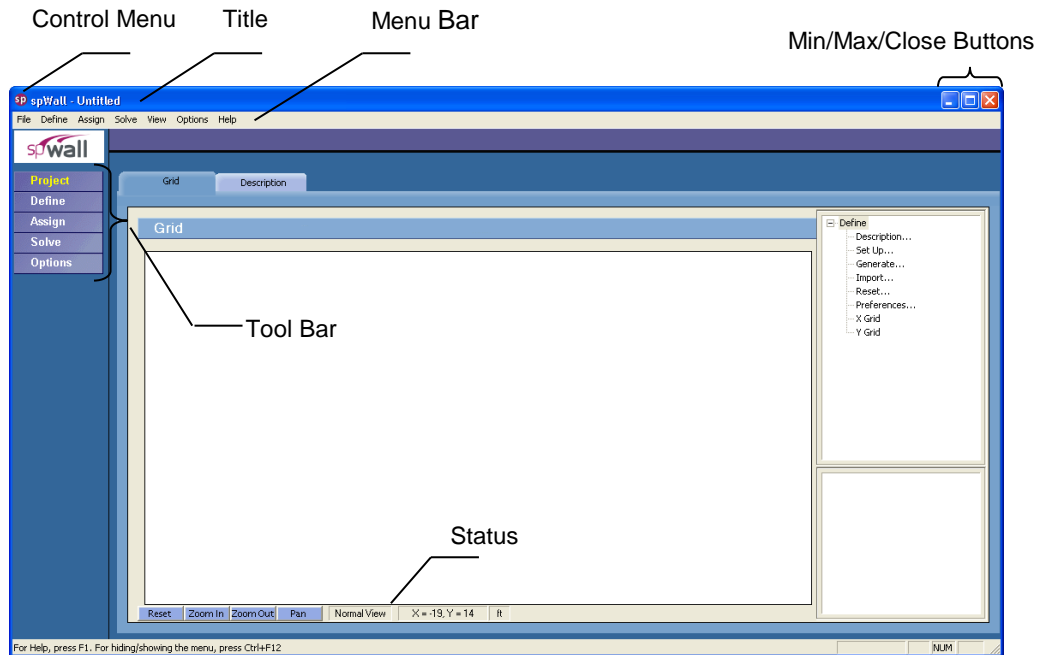 Control Menu
Title
Menu Bar
Min/Max/Close Buttons
sp spWall - Untitled
File Define Assign Solve View Options Help
spwall
Project
Define
Assign
Solve
Options
Grid
Description
Grid
Define
Description...
Set Up...
Generate...
Import...
Reset...
Preferences...
X Grid
Y Grid
Tool Bar
Status
Reset Zoom In Zoom Out Pan Normal View X = -19, Y = 14 ft
For Help, press F1. For hiding/showing the menu, press Ctrl+F12
NUM